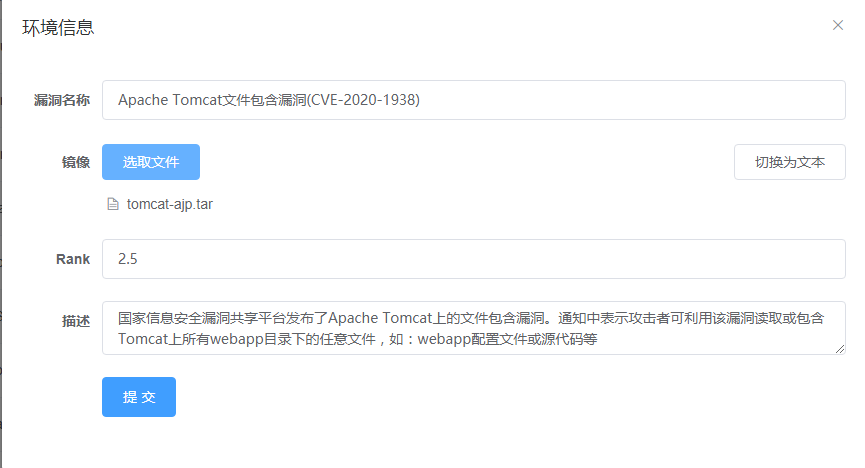 环境信息
漏洞名称
Apache Tomcat文件包含漏洞(CVE-2020-1938)
镜像
选取文件
切换为文本
tomcat-ajp.tar
Rank
2.5
描述
国家信息安全漏洞共享平台发布了Apache Tomcat上的文件包含漏洞。通知中表示攻击者可利用该漏洞读取或包含
Tomcat上所有webapp目录下的任意文件，如：webapp配置文件或源代码等
提 交